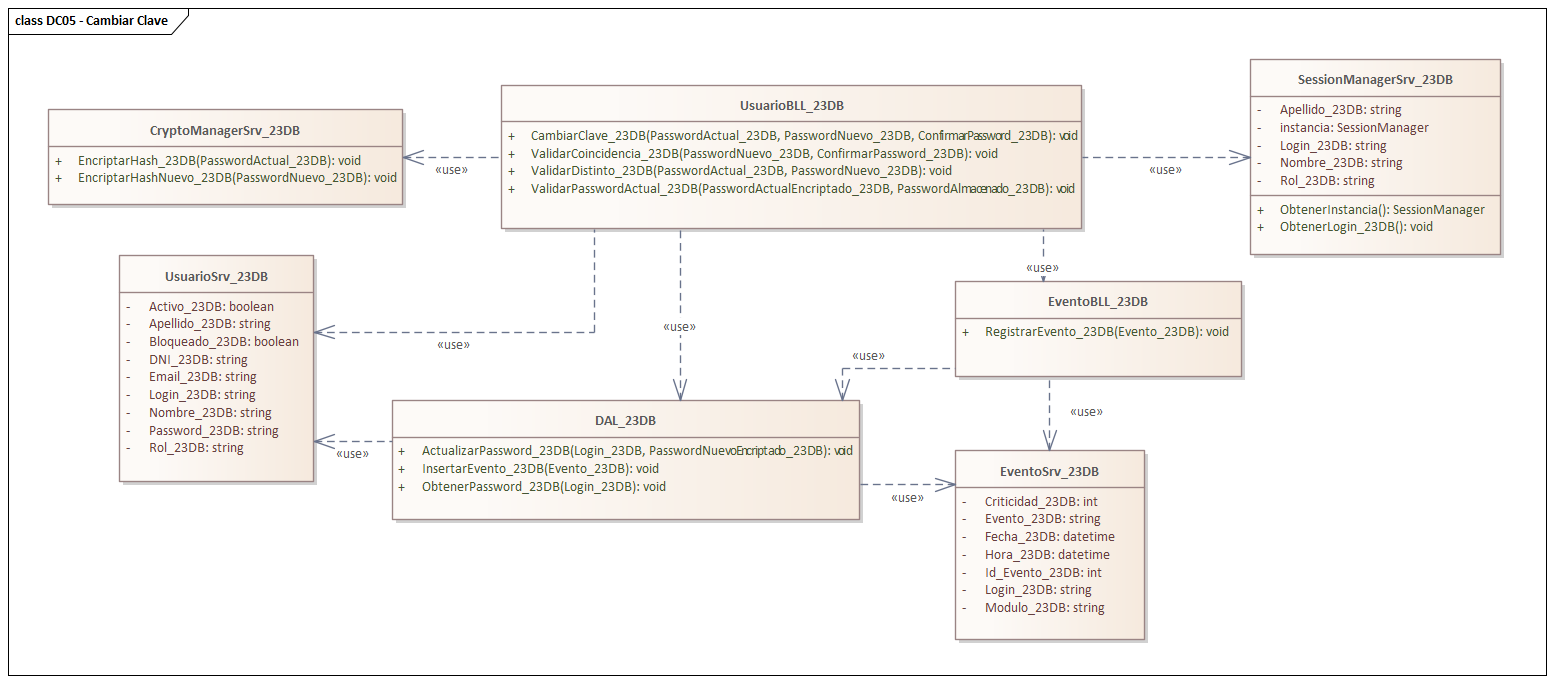 class DC05 - Cambiar Clave
CryptoManagerSrv_23DB
+ EncriptarHash_23DB(PasswordActual_23DB): void
+ EncriptarHashNuevo_23DB(PasswordNuevo_23DB): void
«use»
UsuarioBLL_23DB
+ CambiarClave_23DB(PasswordActual_23DB, PasswordNuevo_23DB, ConfirmarPassword_23DB): void
+ ValidarCoincidencia_23DB(PasswordNuevo_23DB, ConfirmarPassword_23DB): void
+ ValidarDistinto_23DB(PasswordActual_23DB, PasswordNuevo_23DB): void
+ ValidarPasswordActual_23DB(PasswordActualEncriptado_23DB, PasswordAlmacenado_23DB): void
«use»
SessionManagerSrv_23DB
- Apellido_23DB: string
- instancia: SessionManager
- Login_23DB: string
- Nombre_23DB: string
- Rol_23DB: string
+ ObtenerInstancia(): SessionManager
+ ObtenerLogin_23DB(): void
UsuarioSrv_23DB
- Activo_23DB: boolean
- Apellido_23DB: string
- Bloqueado_23DB: boolean
- DNI_23DB: string
- Email_23DB: string
- Login_23DB: string
- Nombre_23DB: string
- Password_23DB: string
- Rol_23DB: string
«use»
«use»
«use»
EventoBLL_23DB
+ RegistrarEvento_23DB(Evento_23DB): void
«use»
«use»
«use»
DAL_23DB
+ ActualizarPassword_23DB(Login_23DB, PasswordNuevoEncriptado_23DB): void
+ InsertarEvento_23DB(Evento_23DB): void
+ ObtenerPassword_23DB(Login_23DB): void
«use»
EventoSrv_23DB
- Criticidad_23DB: int
- Evento_23DB: string
- Fecha_23DB: datetime
- Hora_23DB: datetime
- Id_Evento_23DB: int
- Login_23DB: string
- Modulo_23DB: string